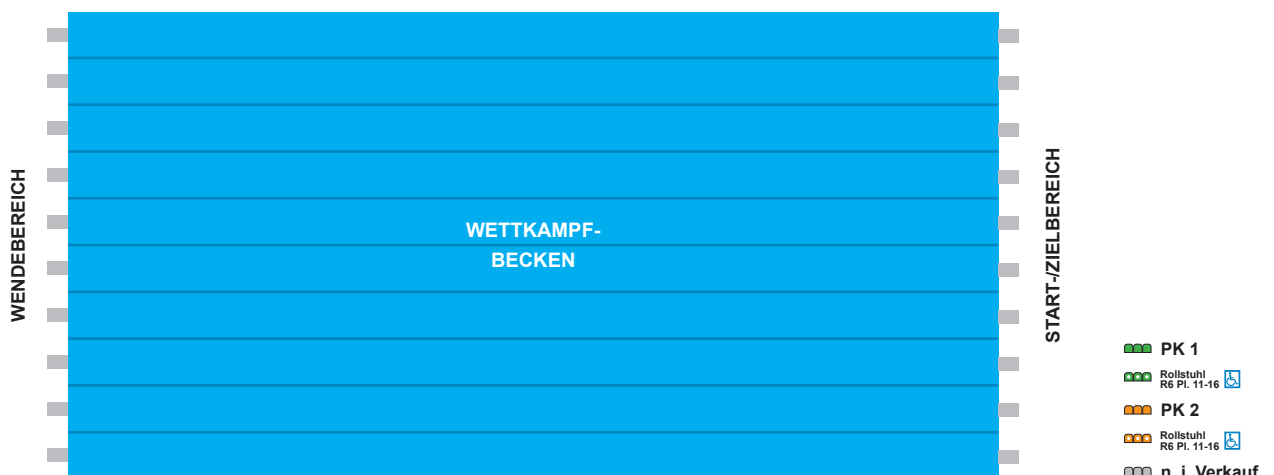 WENDEBEREICH
WETTKAMPF-
BECKEN
START-/ZIELBEREICH
PK 1
Rollstuhl
R6 Pl. 11-16
PK 2
Rollstuhl
R6 Pl. 11-16
n. i. Verkauf